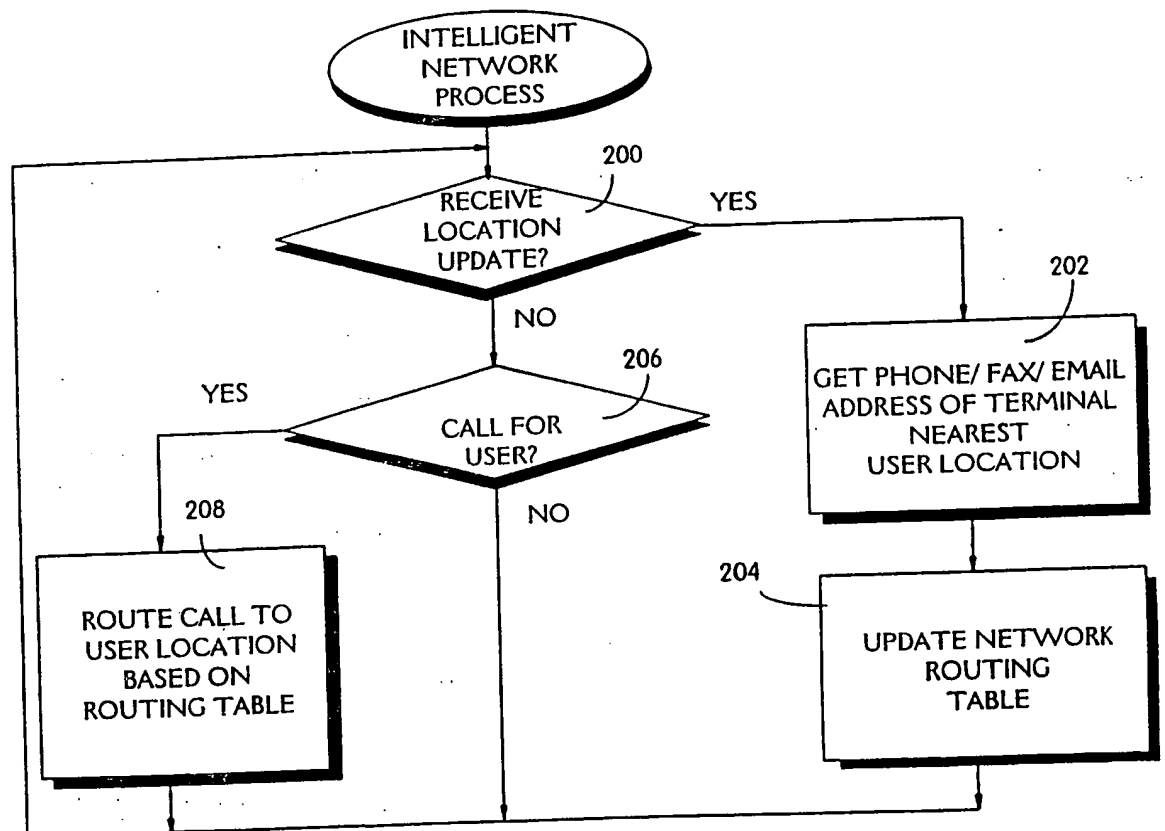 INTELLIGENT
NETWORK
PROCESS
200
RECEIVE
LOCATION
UPDATE?
YES
NO
202
GET PHONE/ FAX/ EMAIL
ADDRESS OF TERMINAL
NEAREST
USER LOCATION
206
CALL FOR
USER?
YES
NO
208
ROUTE CALL TO
USER LOCATION
BASED ON
ROUTING TABLE
204
UPDATE NETWORK
ROUTING
TABLE